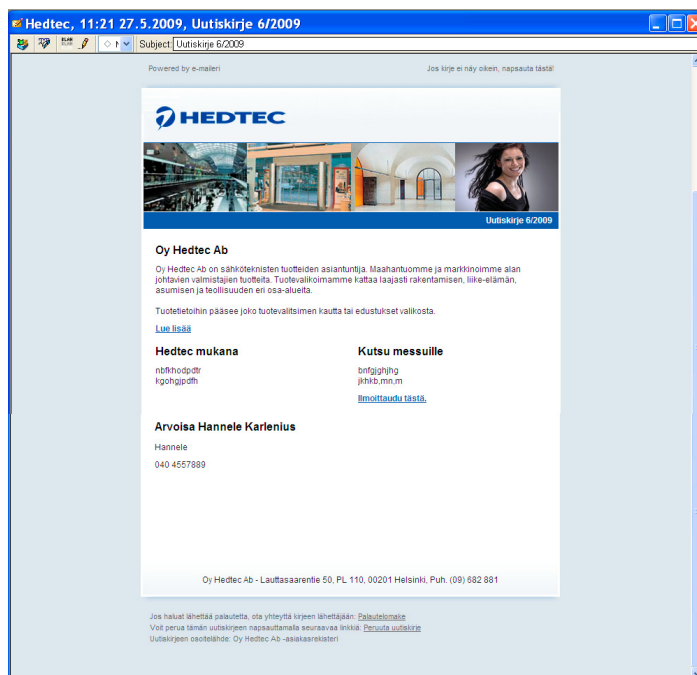 Hedtec, 11:21 27.5.2009, Uutiskirje 6/2009
Subject: Uutiskirje 6/2009
Powered by e-maileri
Jos kirje ei näy oikein, napsauta tästä!
HEDTEC
Uutiskirje 6/2009
Oy Hedtec Ab
Oy Hedtec Ab on sähköteknisten tuotteiden asiantuntija. Maahantuomme ja markkinoimme alan
johtavien valmistajien tuotteita. Tuotevalikoimamme kattaa laajasti rakentamisen, liike-elämän,
asumisen ja teollisuuden eri osa-alueita.
Tuotetietoihin pääsee joko tuotevalitsimen kautta tai edustukset valikosta.
Lue lisää
Hedtec mukana
nbfkhodpdtr
kgohgjpdfh
Kutsu messuille
bnfgjghjhg
jkhkb,mn,m
Ilmoittaudu tästä.
Arvoisa Hannele Karlenius
Hannele
040 4557889
Oy Hedtec Ab - Lauttasaarentie 50, PL 110, 00201 Helsinki, Puh. (09) 682 881
Jos haluat lähettää palautetta, ota yhteyttä kirjeen lähettäjään: Palautelomake
Voit perua tämän uutiskirjeen napsauttamalla seuraavaa linkkiä: Peruuta uutiskirje
Uutiskirjeen osoitelähde: Oy Hedtec Ab -asiakasrekisteri